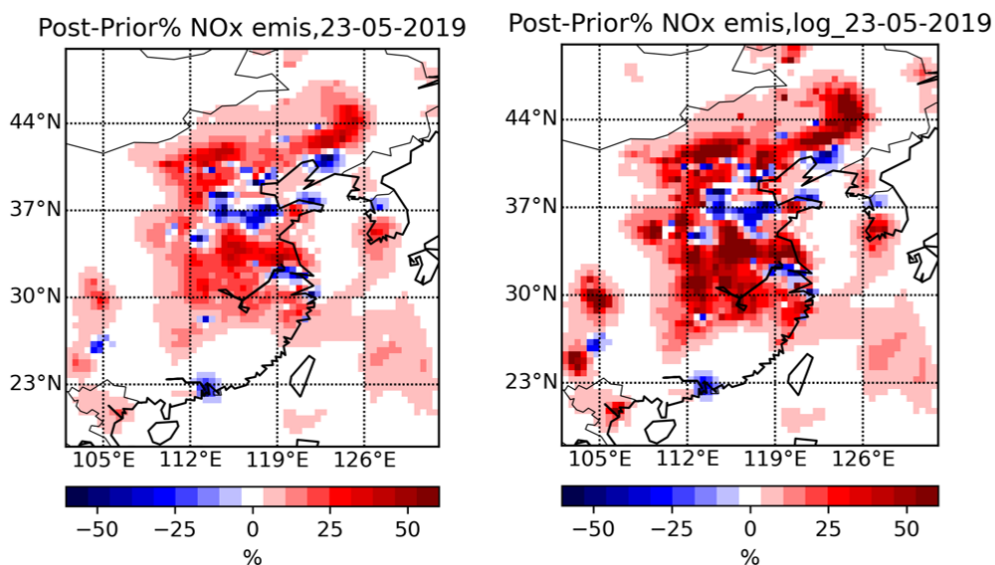 Post-Prior% NOx emis,23-05-2019
44°N
37°N
30°N
23°N
105°E 112°E 119°E 126°E
−50 −25 0 25 50
%
Post-Prior% NOx emis,log_23-05-2019
44°N
37°N
30°N
23°N
105°E 112°E 119°E 126°E
−50 −25 0 25 50
%